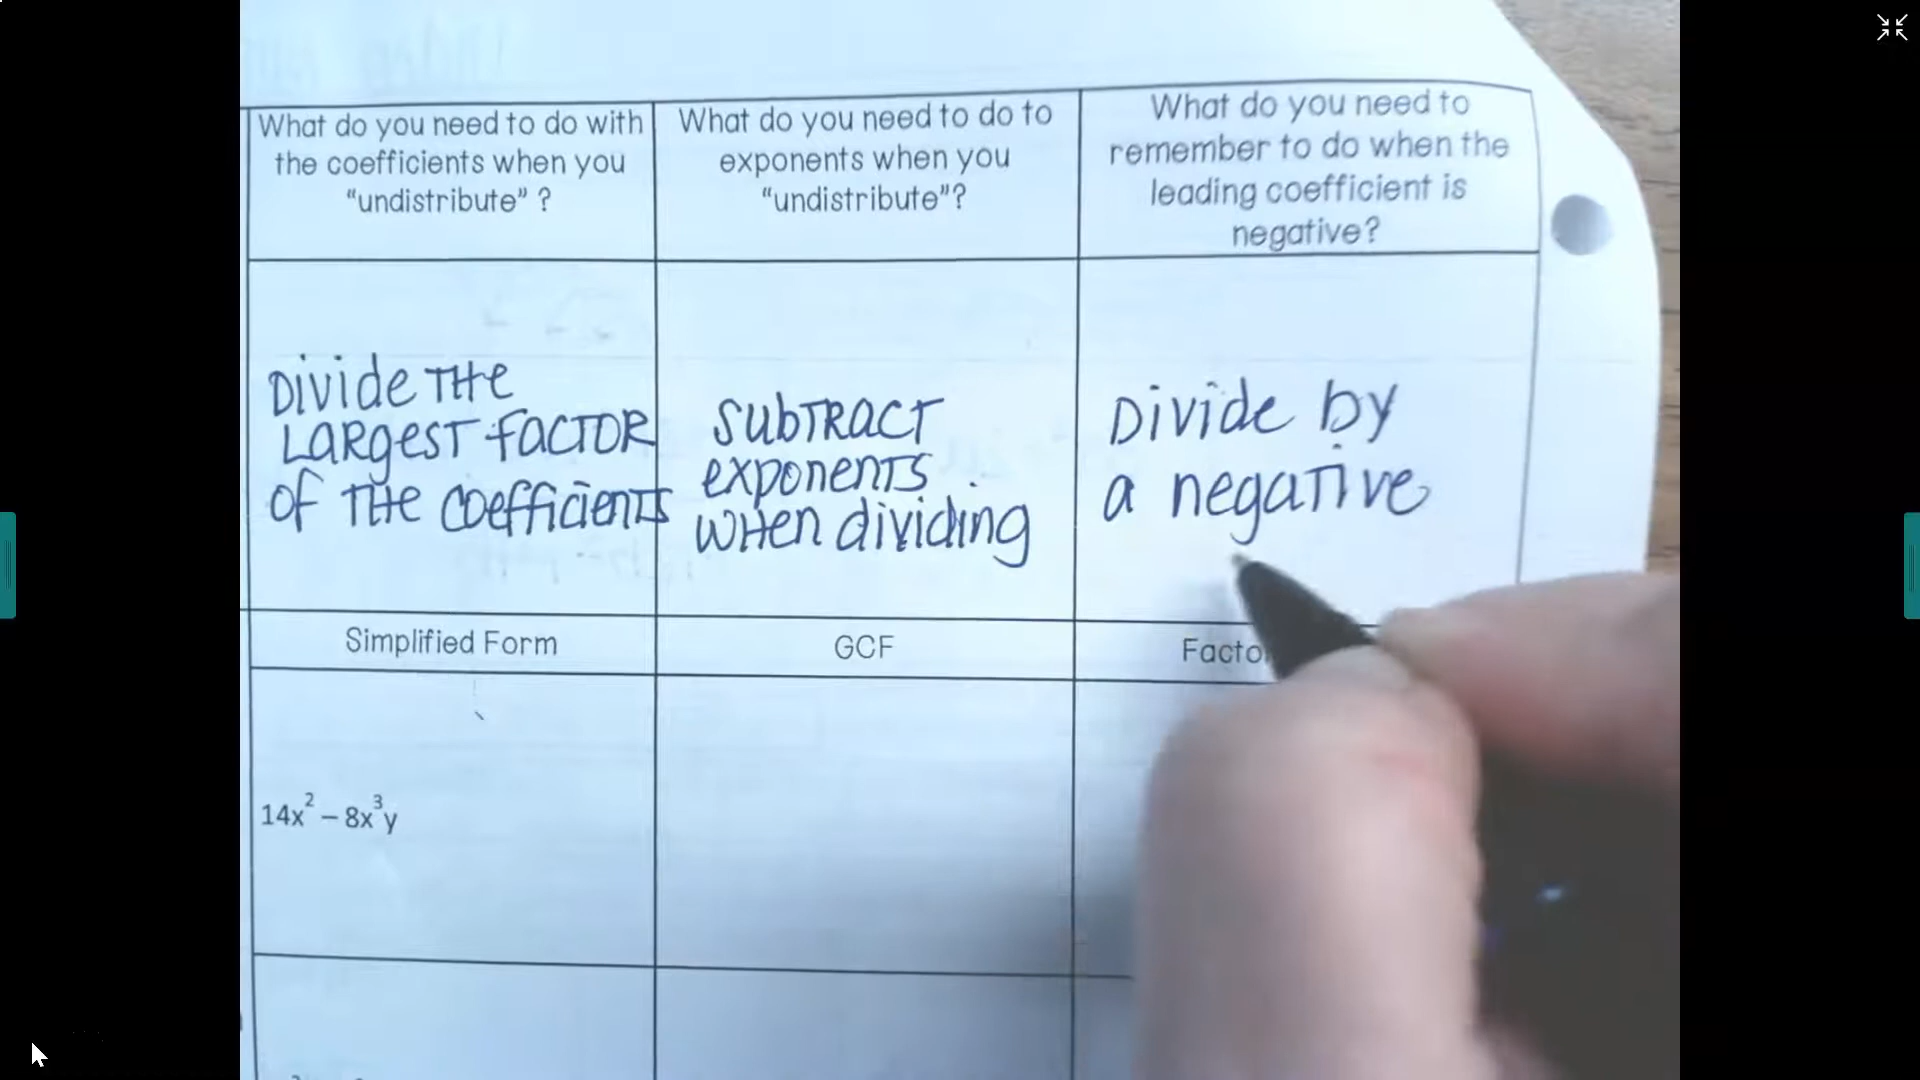 What do you need to do with
the coefficients when you
“undistribute” ?
What do you need to do to
exponents when you
“undistribute”?
What do you need to
remember to do when the
leading coefficient is
negative?
Divide THe
LARgesT fACTOR
of THe coefficienTs
SubTRACT
exponenTs
wHen dividing
Divide by
a negaTive
Simplified Form
GCF
14x² – 8x³y